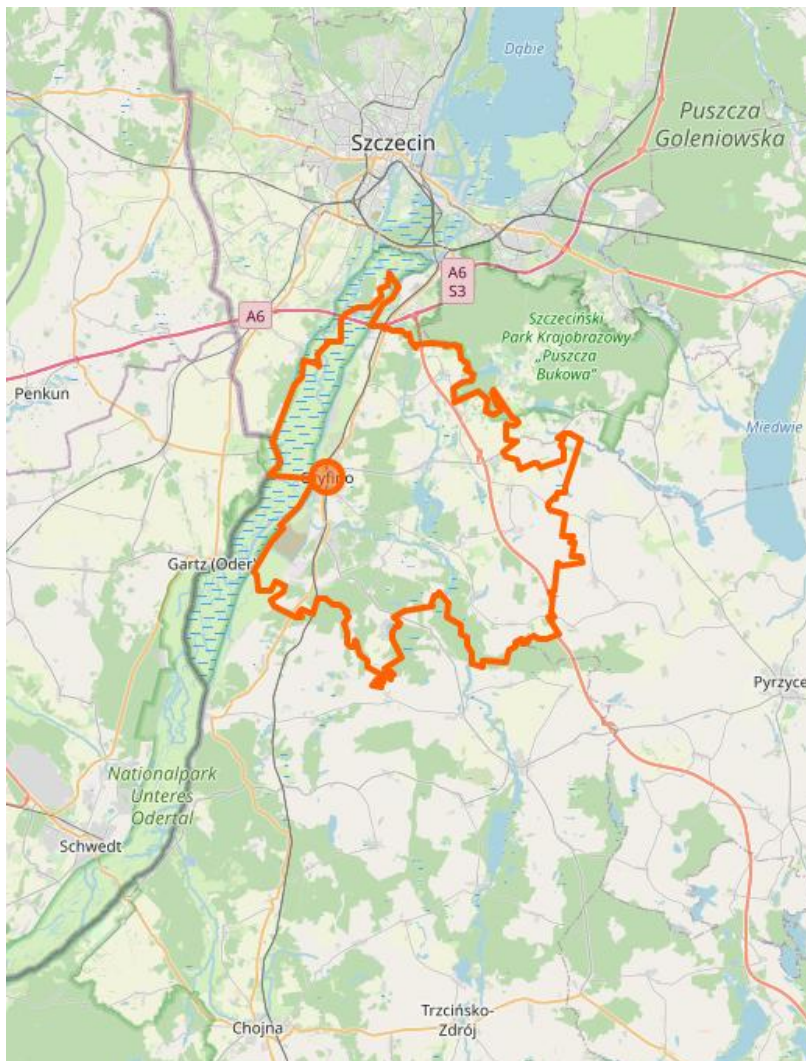 Dąbie
Szczecin
Puszcza
Goleniowska
A6
S3
A6
Szczeciński
Park Krajobrazowy
„Puszcza
Bukowa”
Penkun
Miedwie
Gryfino
Gartz (Oder)
Pyrzyce
Nationalpark
Unteres
Odertal
Schwedt
Trzcińsko-
Zdrój
Chojna